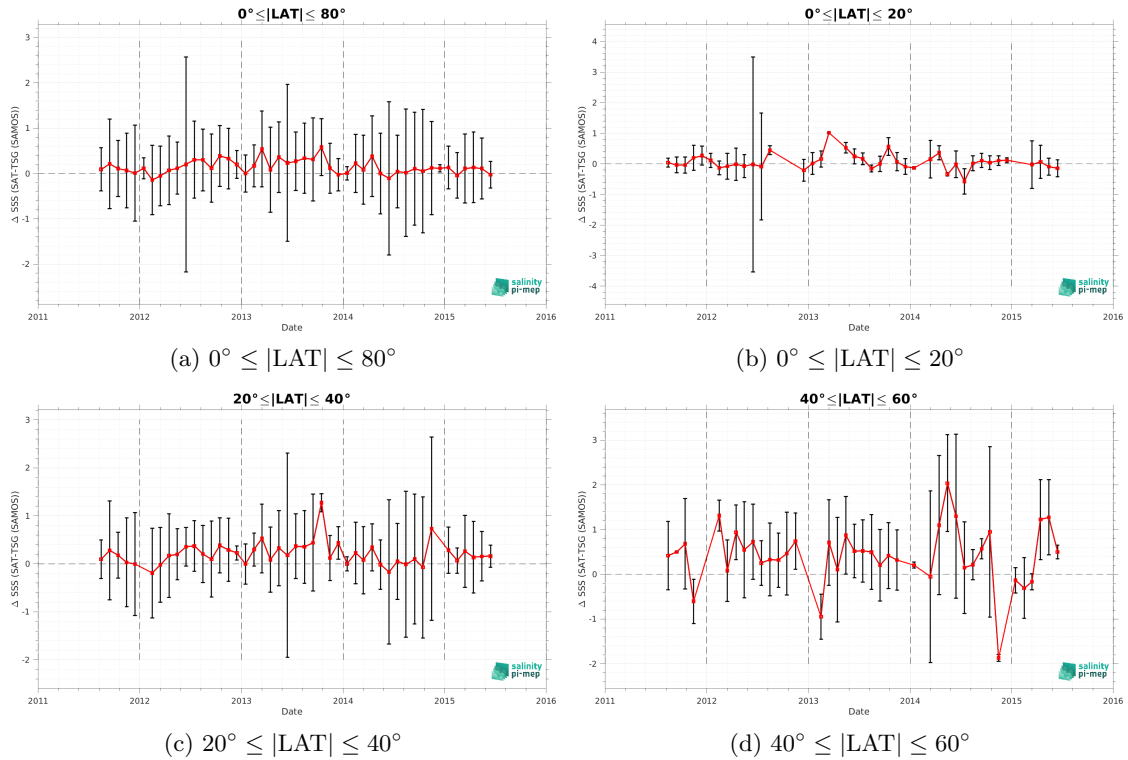 0°≤|LAT|≤ 80°
Δ SSS (SAT-TSG (SAMOS))
3
2
1
0
-1
-2
2011 2012 2013 2014 2015 2016
Date
salinity
pi-mep
(a) 0° ≤ |LAT| ≤ 80°
0°≤|LAT|≤ 20°
Δ SSS (SAT-TSG (SAMOS))
4
3
2
1
0
-1
-2
-3
-4
2011 2012 2013 2014 2015 2016
Date
salinity
pi-mep
(b) 0° ≤ |LAT| ≤ 20°
20°≤|LAT|≤ 40°
Δ SSS (SAT-TSG (SAMOS))
3
2
1
0
-1
-2
2011 2012 2013 2014 2015 2016
Date
salinity
pi-mep
(c) 20° ≤ |LAT| ≤ 40°
40°≤|LAT|≤ 60°
Δ SSS (SAT-TSG (SAMOS))
3
2
1
0
-1
-2
2011 2012 2013 2014 2015 2016
Date
salinity
pi-mep
(d) 40° ≤ |LAT| ≤ 60°